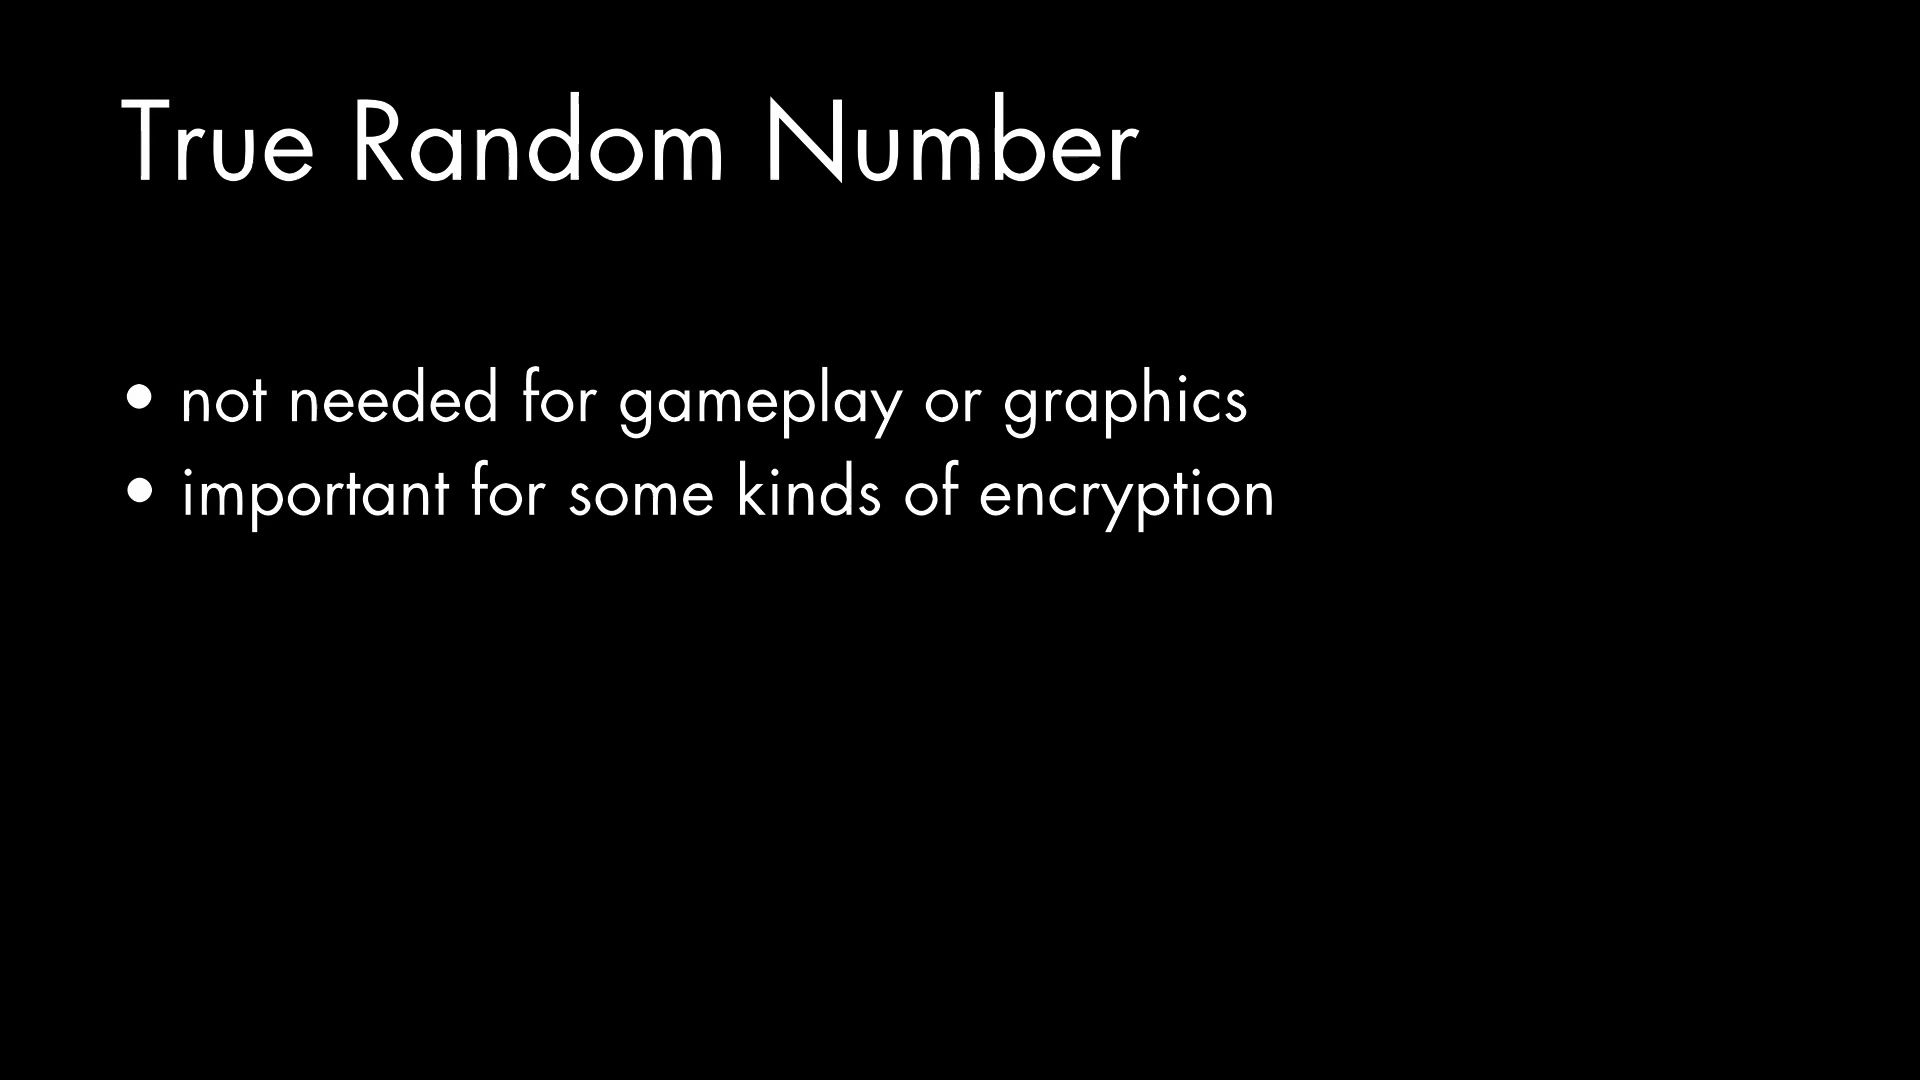 True Random Number
• not needed for gameplay or graphics
• important for some kinds of encryption